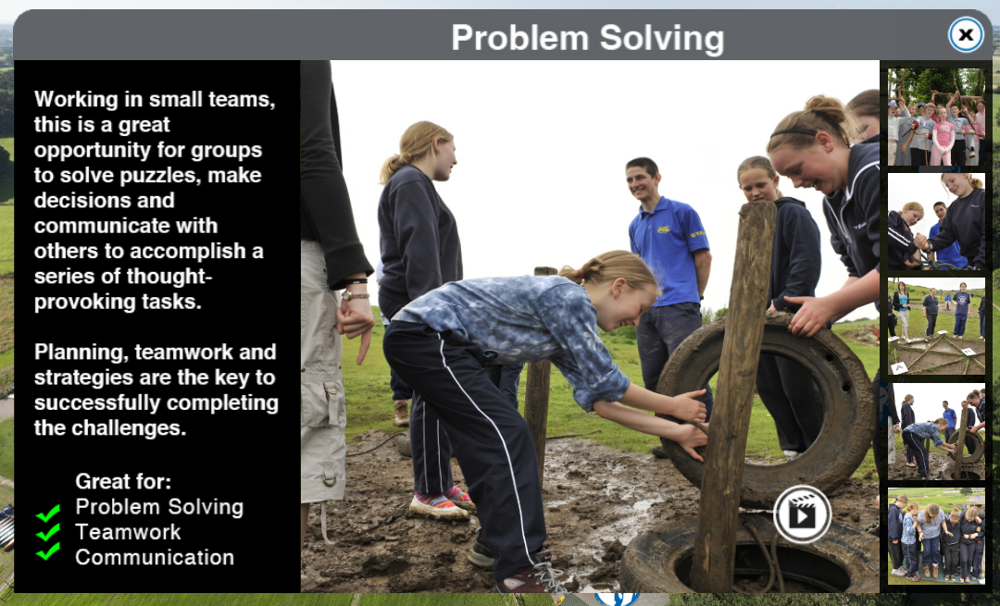 Problem Solving
x
Working in small teams,
this is a great
opportunity for groups
to solve puzzles, make
decisions and
communicate with
others to accomplish a
series of thought-
provoking tasks.
Planning, teamwork and
strategies are the key to
successfully completing
the challenges.
Great for:
Problem Solving
Teamwork
Communication